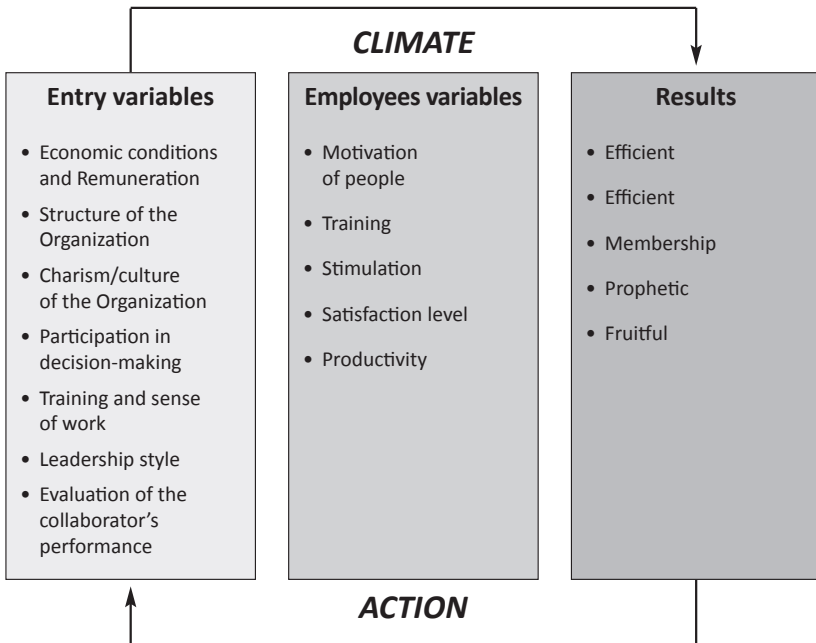 CLIMATE
Entry variables
• Economic conditions
and Remuneration
• Structure of the
Organization
• Charism/culture
of the Organization
• Participation in
decision-making
• Training and sense
of work
• Leadership style
• Evaluation of the
collaborator's
performance
Employees variables
• Motivation
of people
• Training
• Stimulation
• Satisfaction level
• Productivity
Results
• Efficient
• Efficient
• Membership
• Prophetic
• Fruitful
ACTION